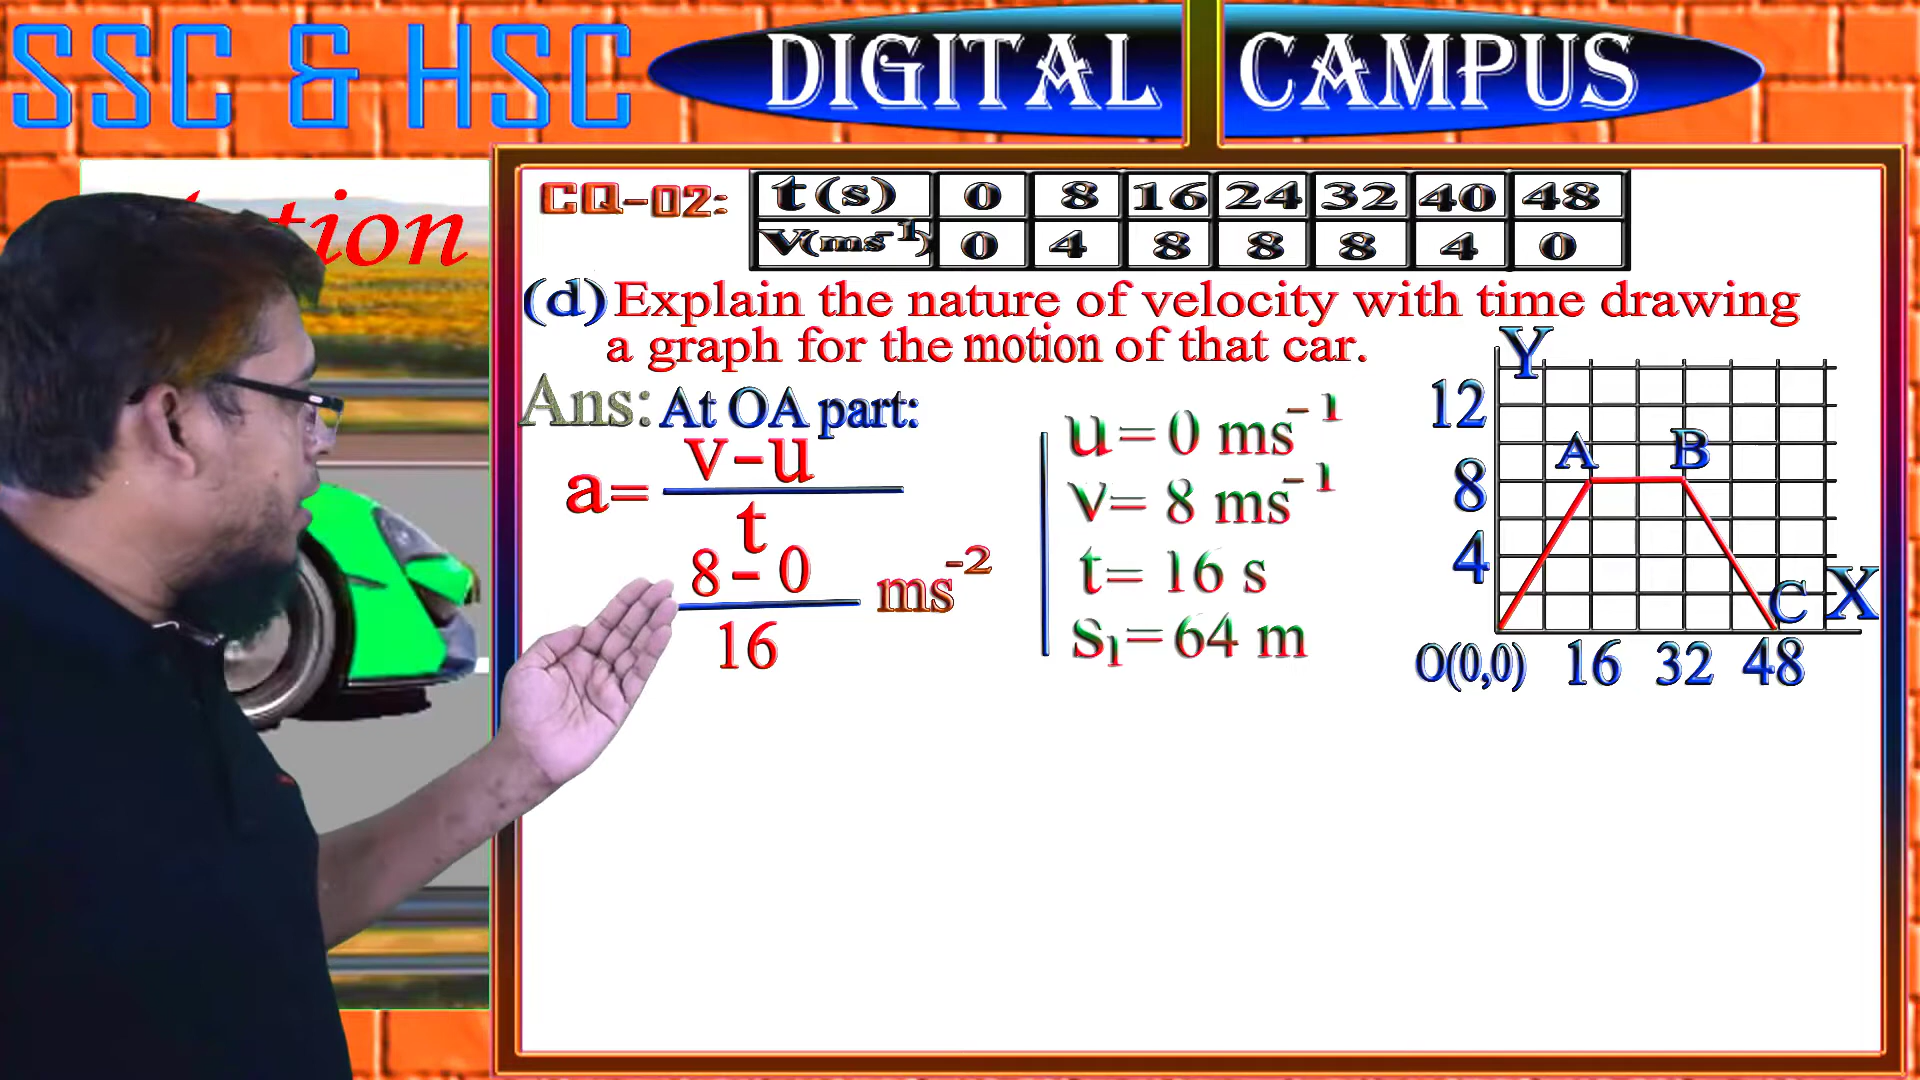 SSC & HSC DIGITAL CAMPUS
tion
CQ-02:
t(s) 0 8 16 24 32 40 48
V(ms⁻¹) 0 4 8 8 8 4 0
(d) Explain the nature of velocity with time drawing
a graph for the motion of that car.
Ans: At OA part:
a= v-u / t
8-0 / 16 ms⁻²
u= 0 ms⁻¹
v= 8 ms⁻¹
t= 16 s
s₁= 64 m
Y
12
A B
8
4
C X
O(0,0) 16 32 48